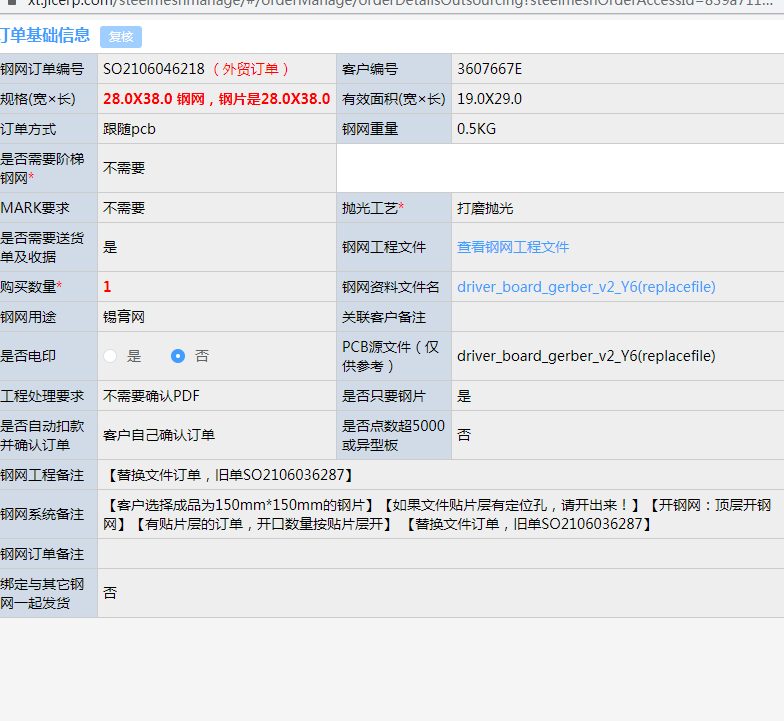 订单基础信息 复核
钢网订单编号 SO2106046218（外贸订单） 客户编号 3607667E
规格(宽×长) 28.0X38.0 钢网，钢片是28.0X38.0 有效面积(宽×长) 19.0X29.0
订单方式 跟随pcb 钢网重量 0.5KG
是否需要阶梯
钢网* 不需要
MARK要求 不需要 抛光工艺* 打磨抛光
是否需要送货
单及收据 是 钢网工程文件 查看钢网工程文件
购买数量* 1 钢网资料文件名 driver_board_gerber_v2_Y6(replacefile)
钢网用途 锡膏网 关联客户备注
是否电印 是 否 PCB源文件（仅
供参考） driver_board_gerber_v2_Y6(replacefile)
工程处理要求 不需要确认PDF 是否只要钢片 是
是否自动扣款
并确认订单 客户自己确认订单 是否点数超5000
或异型板 否
钢网工程备注 【替换文件订单，旧单SO2106036287】
钢网系统备注 【客户选择成品为150mm*150mm的钢片】【如果文件贴片层有定位孔，请开出来！】【开钢网：顶层开钢
网】【有贴片层的订单，开口数量按贴片层开】 【替换文件订单，旧单SO2106036287】
钢网订单备注
绑定与其它钢
网一起发货 否